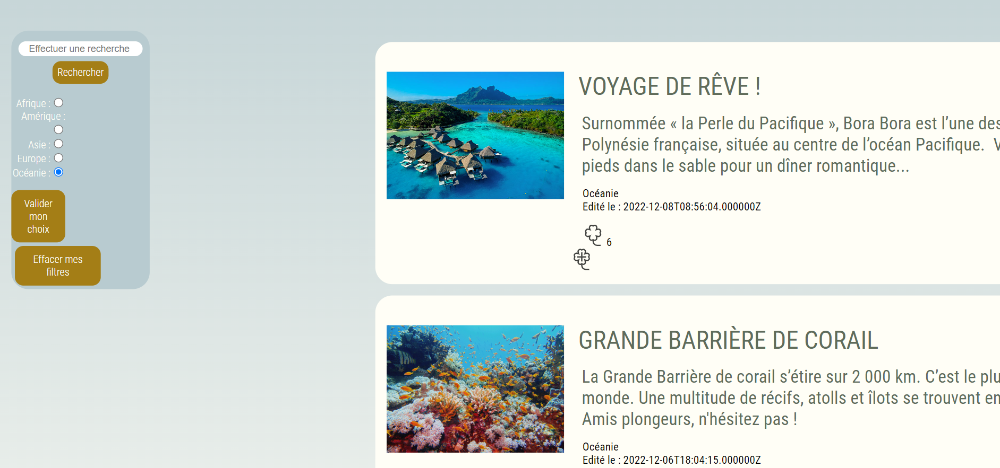 Effectuer une recherche
Rechercher
Afrique :
Amérique :
Asie :
Europe :
Océanie :
Valider
mon
choix
Effacer mes
filtres
VOYAGE DE RÊVE !
Surnommée « la Perle du Pacifique », Bora Bora est l’une des
Polynésie française, située au centre de l’océan Pacifique. V
pieds dans le sable pour un dîner romantique...
Océanie
Edité le : 2022-12-08T08:56:04.000000Z
6
GRANDE BARRIÈRE DE CORAIL
La Grande Barrière de corail s’étire sur 2 000 km. C’est le plu
monde. Une multitude de récifs, atolls et îlots se trouvent en
Amis plongeurs, n'hésitez pas !
Océanie
Edité le : 2022-12-06T18:04:15.000000Z